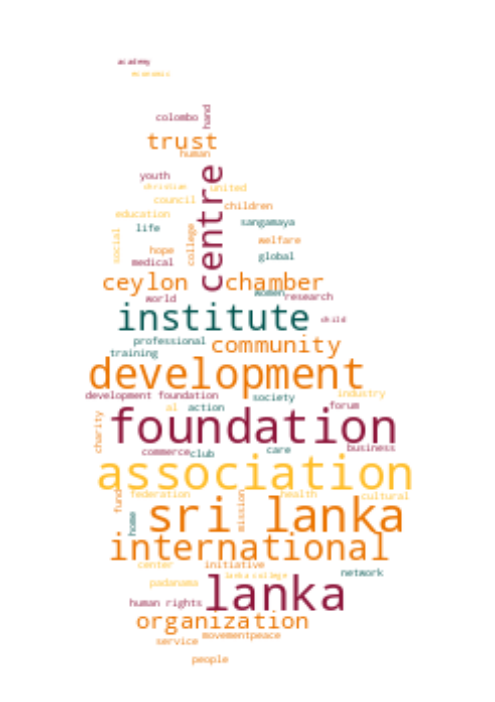 academy
economic
colombo hand
trust
human
youth
christian united
council children
education
life sangamaya
social college centre welfare
hope global
medical
ceylon chamber
women
world research
institute child
professional community
training
development
development foundation society industry
al action forum
charity foundation
commerce club care business
association
fund federation health cultural
home mission sri lanka
international
center initiative
lanka college network
padanama
human rights lanka
organization
service movement peace
people